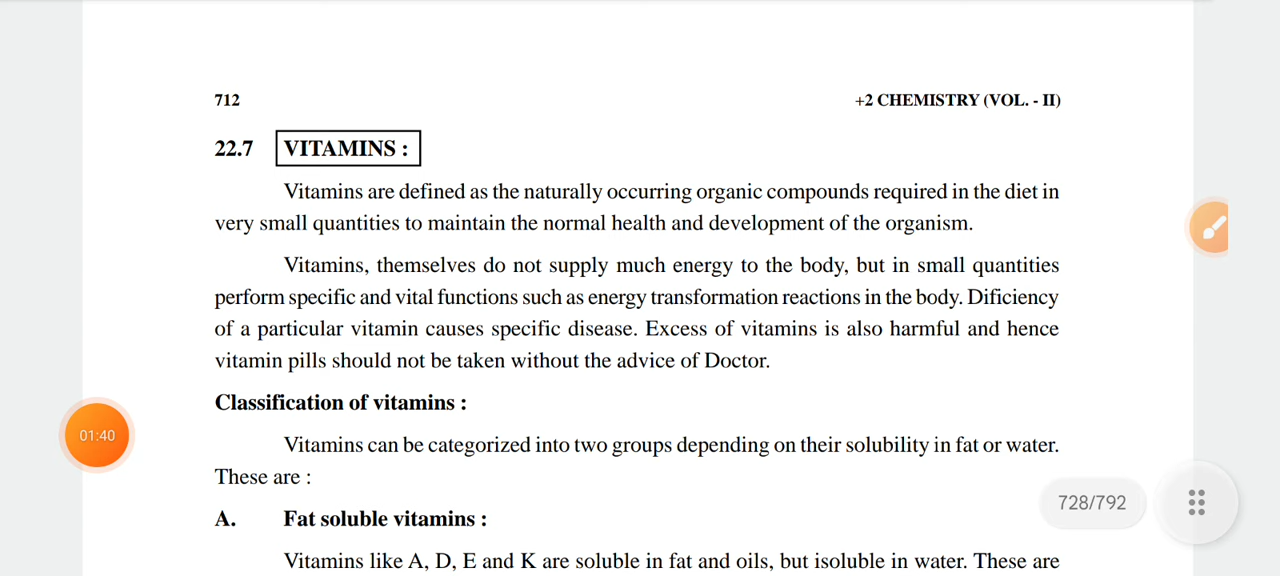 712 +2 CHEMISTRY (VOL. - II)
22.7 VITAMINS :
Vitamins are defined as the naturally occurring organic compounds required in the diet in
very small quantities to maintain the normal health and development of the organism.
Vitamins, themselves do not supply much energy to the body, but in small quantities
perform specific and vital functions such as energy transformation reactions in the body. Dificiency
of a particular vitamin causes specific disease. Excess of vitamins is also harmful and hence
vitamin pills should not be taken without the advice of Doctor.
Classification of vitamins :
01:40
Vitamins can be categorized into two groups depending on their solubility in fat or water.
These are :
728/792
A. Fat soluble vitamins :
Vitamins like A, D, E and K are soluble in fat and oils, but isoluble in water. These are